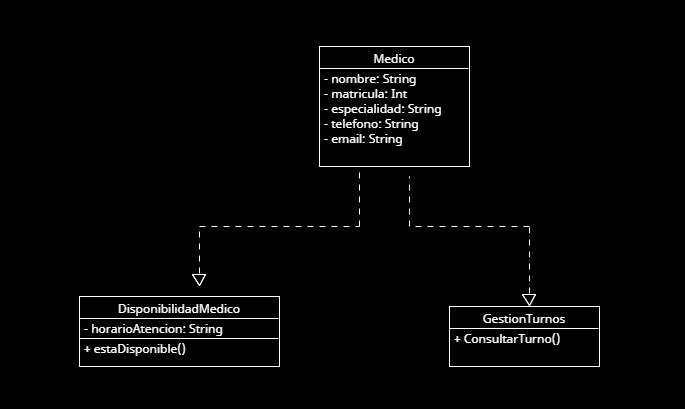 Medico
- nombre: String
- matricula: Int
- especialidad: String
- telefono: String
- email: String
DisponibilidadMedico
- horarioAtencion: String
+ estaDisponible()
GestionTurnos
+ ConsultarTurno()